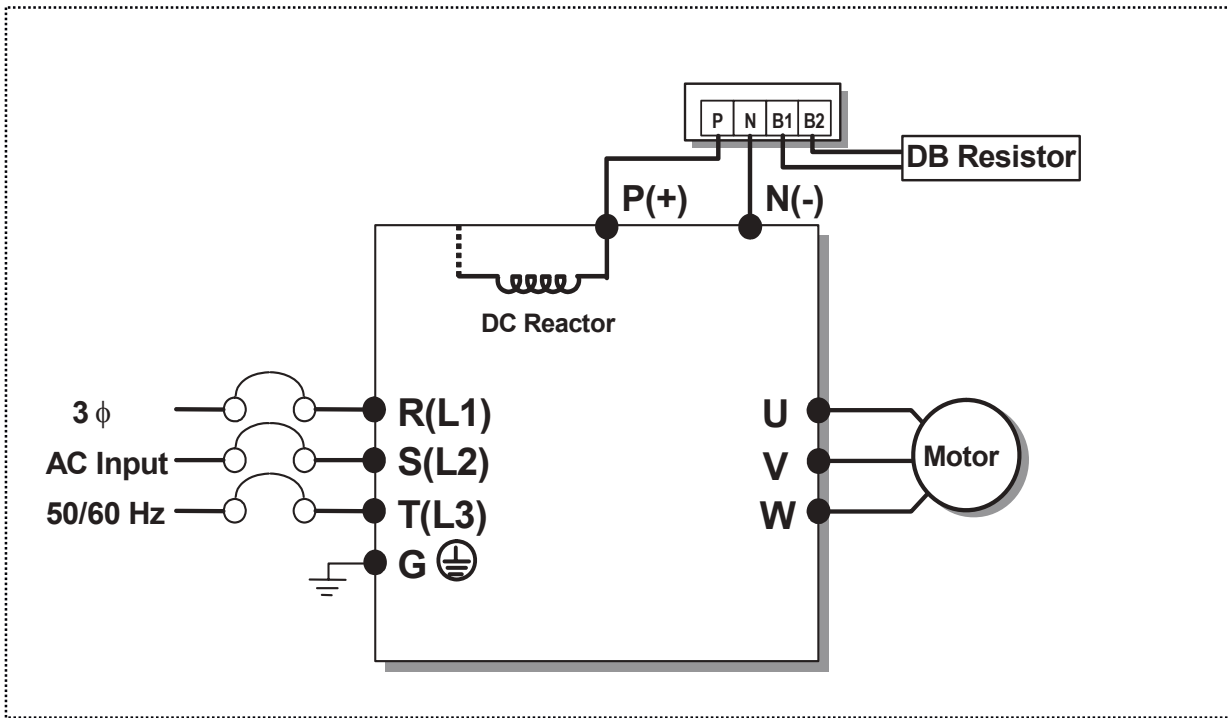 P N B1 B2
DB Resistor
P(+) N(-)
DC Reactor
3 ϕ
R(L1)
U
AC Input
S(L2)
V
Motor
50/60 Hz
T(L3)
W
G